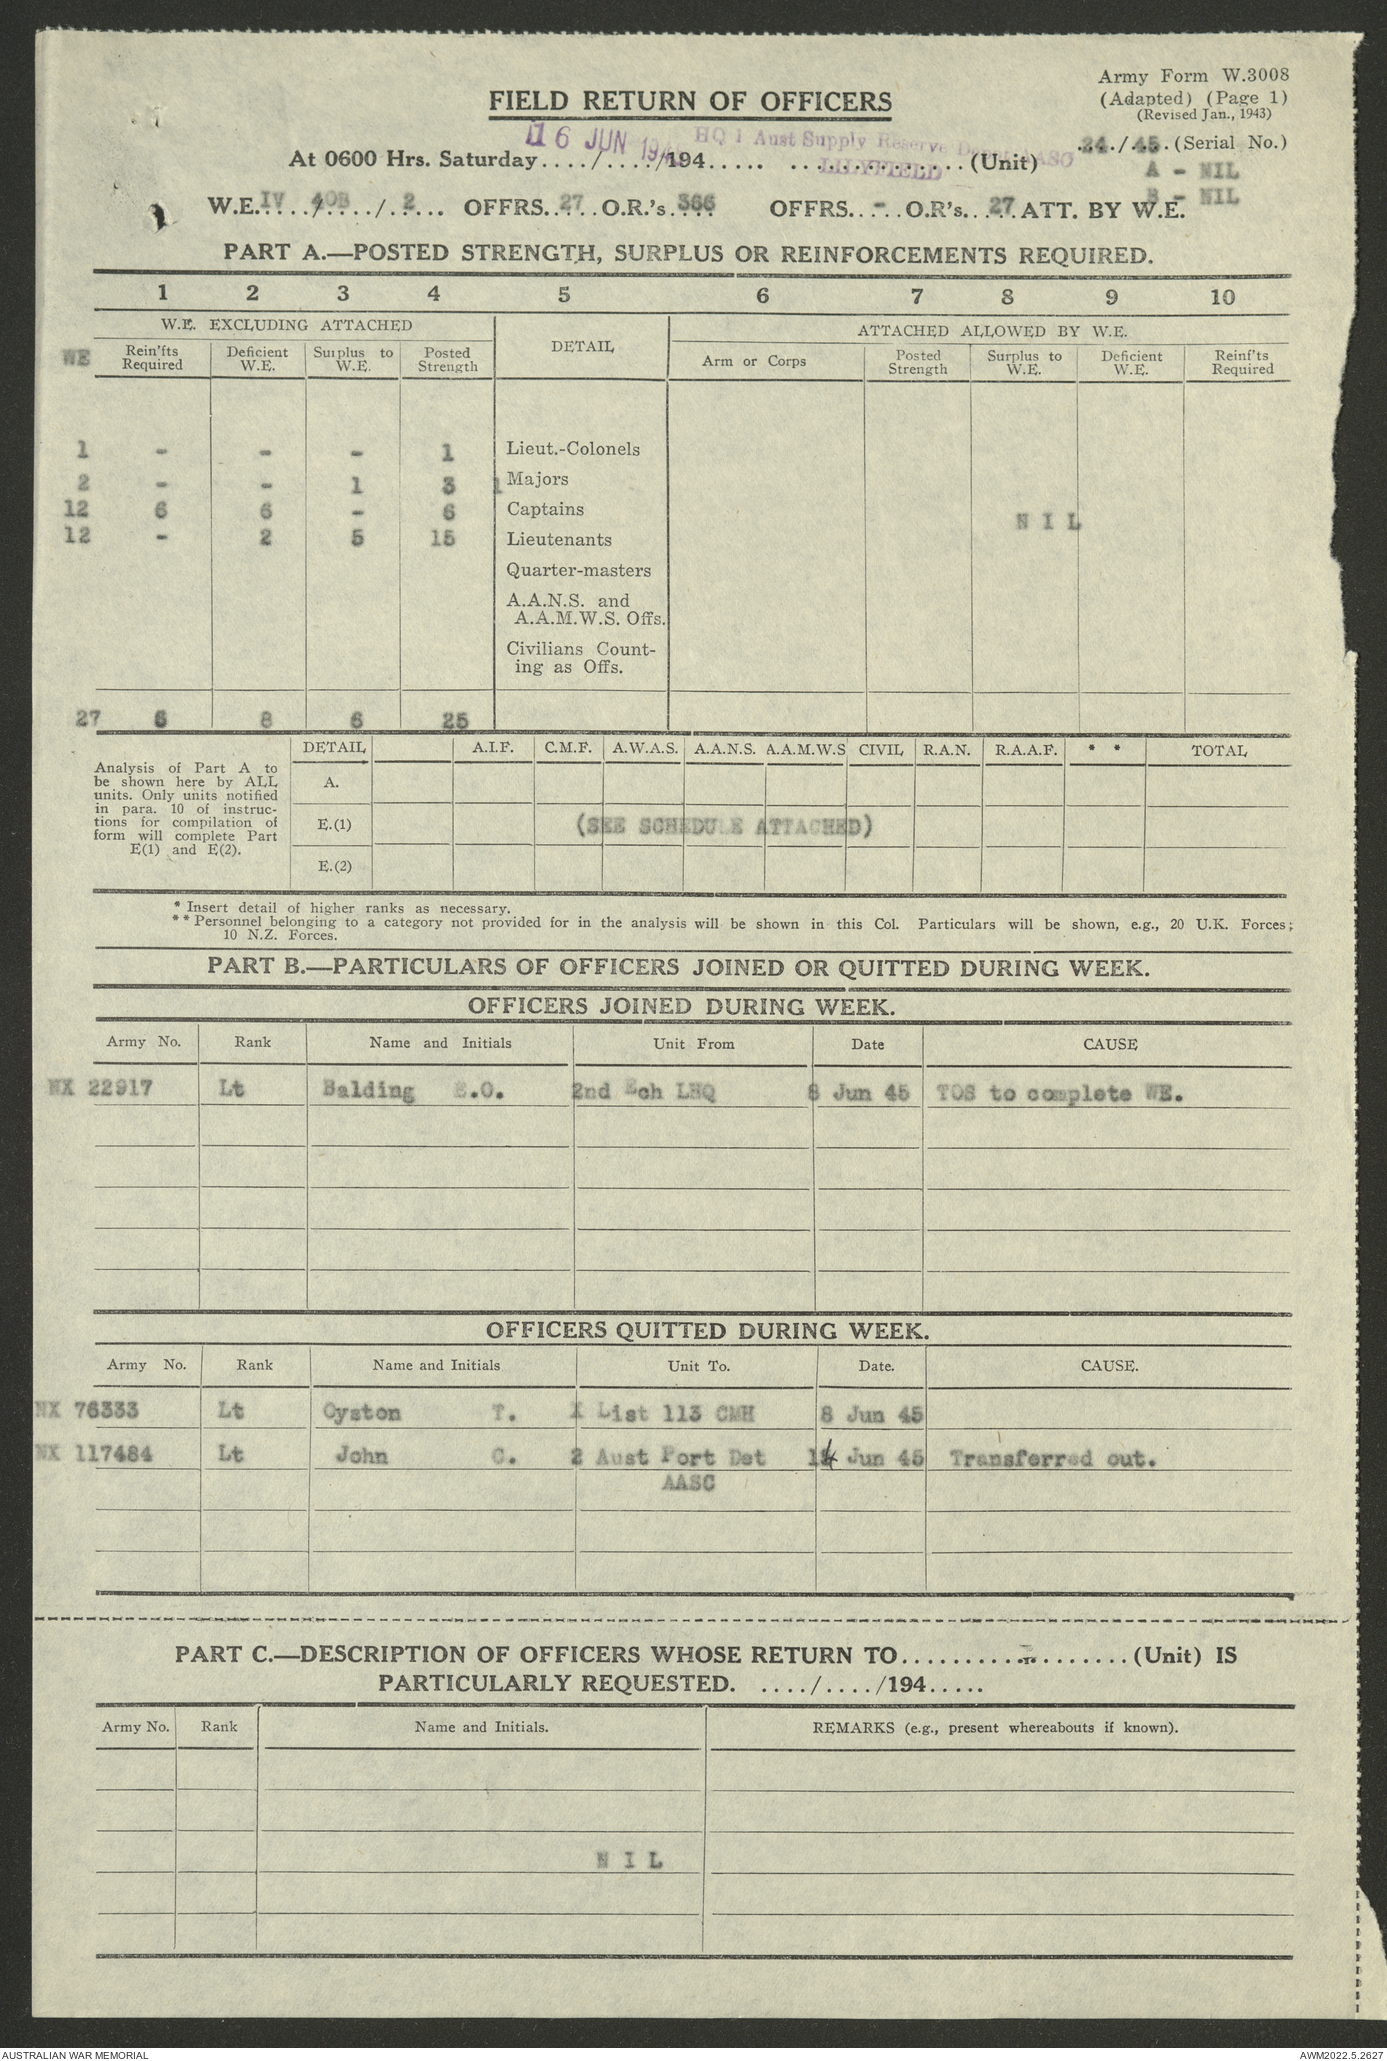 Army Form W.3008
(Adapted) (Page 1)
(Revised Jan., 1943)
FIELD RETURN OF OFFICERS
16 JUN 194 HQ 1 Aust Supply Reserve Depot AASC
LILYFIELD
At 0600 Hrs. Saturday..../..../194..... ..............(Unit) 24./45.(Serial No.)
A - NIL
B - NIL
W.E. IV / 40B / 2 OFFRS. 27 O.R.'s. 366 OFFRS. - O.R's. 27 ATT. BY W.E.
PART A.—POSTED STRENGTH, SURPLUS OR REINFORCEMENTS REQUIRED.
1 2 3 4 5 6 7 8 9 10
W.E. EXCLUDING ATTACHED DETAIL ATTACHED ALLOWED BY W.E.
WE Rein'fts Required Deficient W.E. Surplus to W.E. Posted Strength Arm or Corps Posted Strength Surplus to W.E. Deficient W.E. Reinf'ts Required
1 - - - 1 Lieut.-Colonels
2 - - 1 3 1 Majors
12 6 6 - 6 Captains
N I L
12 - 2 5 15 Lieutenants
Quarter-masters
A.A.N.S. and
A.A.M.W.S. Offs.
Civilians Count-
ing as Offs.
27 6 8 6 25
DETAIL A.I.F. C.M.F. A.W.A.S. A.A.N.S. A.A.M.W.S CIVIL R.A.N. R.A.A.F. * * TOTAL
Analysis of Part A to
be shown here by ALL
units. Only units notified
in para. 10 of instruc-
tions for compilation of
form will complete Part
E(1) and E(2).
A.
E.(1) (SEE SCHEDULE ATTACHED)
E.(2)
* Insert detail of higher ranks as necessary.
** Personnel belonging to a category not provided for in the analysis will be shown in this Col. Particulars will be shown, e.g., 20 U.K. Forces;
10 N.Z. Forces.
PART B.—PARTICULARS OF OFFICERS JOINED OR QUITTED DURING WEEK.
OFFICERS JOINED DURING WEEK.
Army No. Rank Name and Initials Unit From Date CAUSE
NX 22917 Lt Balding E.O. 2nd Ech LHQ 8 Jun 45 TOS to complete WE.
OFFICERS QUITTED DURING WEEK.
Army No. Rank Name and Initials Unit To. Date. CAUSE.
NX 76333 Lt Oyston T. X List 113 CMH 8 Jun 45
NX 117484 Lt John C. 2 Aust Port Det 14 Jun 45 Transferred out.
AASC
PART C.—DESCRIPTION OF OFFICERS WHOSE RETURN TO....................(Unit) IS
PARTICULARLY REQUESTED. ..../..../194.....
Army No. Rank Name and Initials. REMARKS (e.g., present whereabouts if known).
N I L
AUSTRALIAN WAR MEMORIAL AWM2022.5.2627